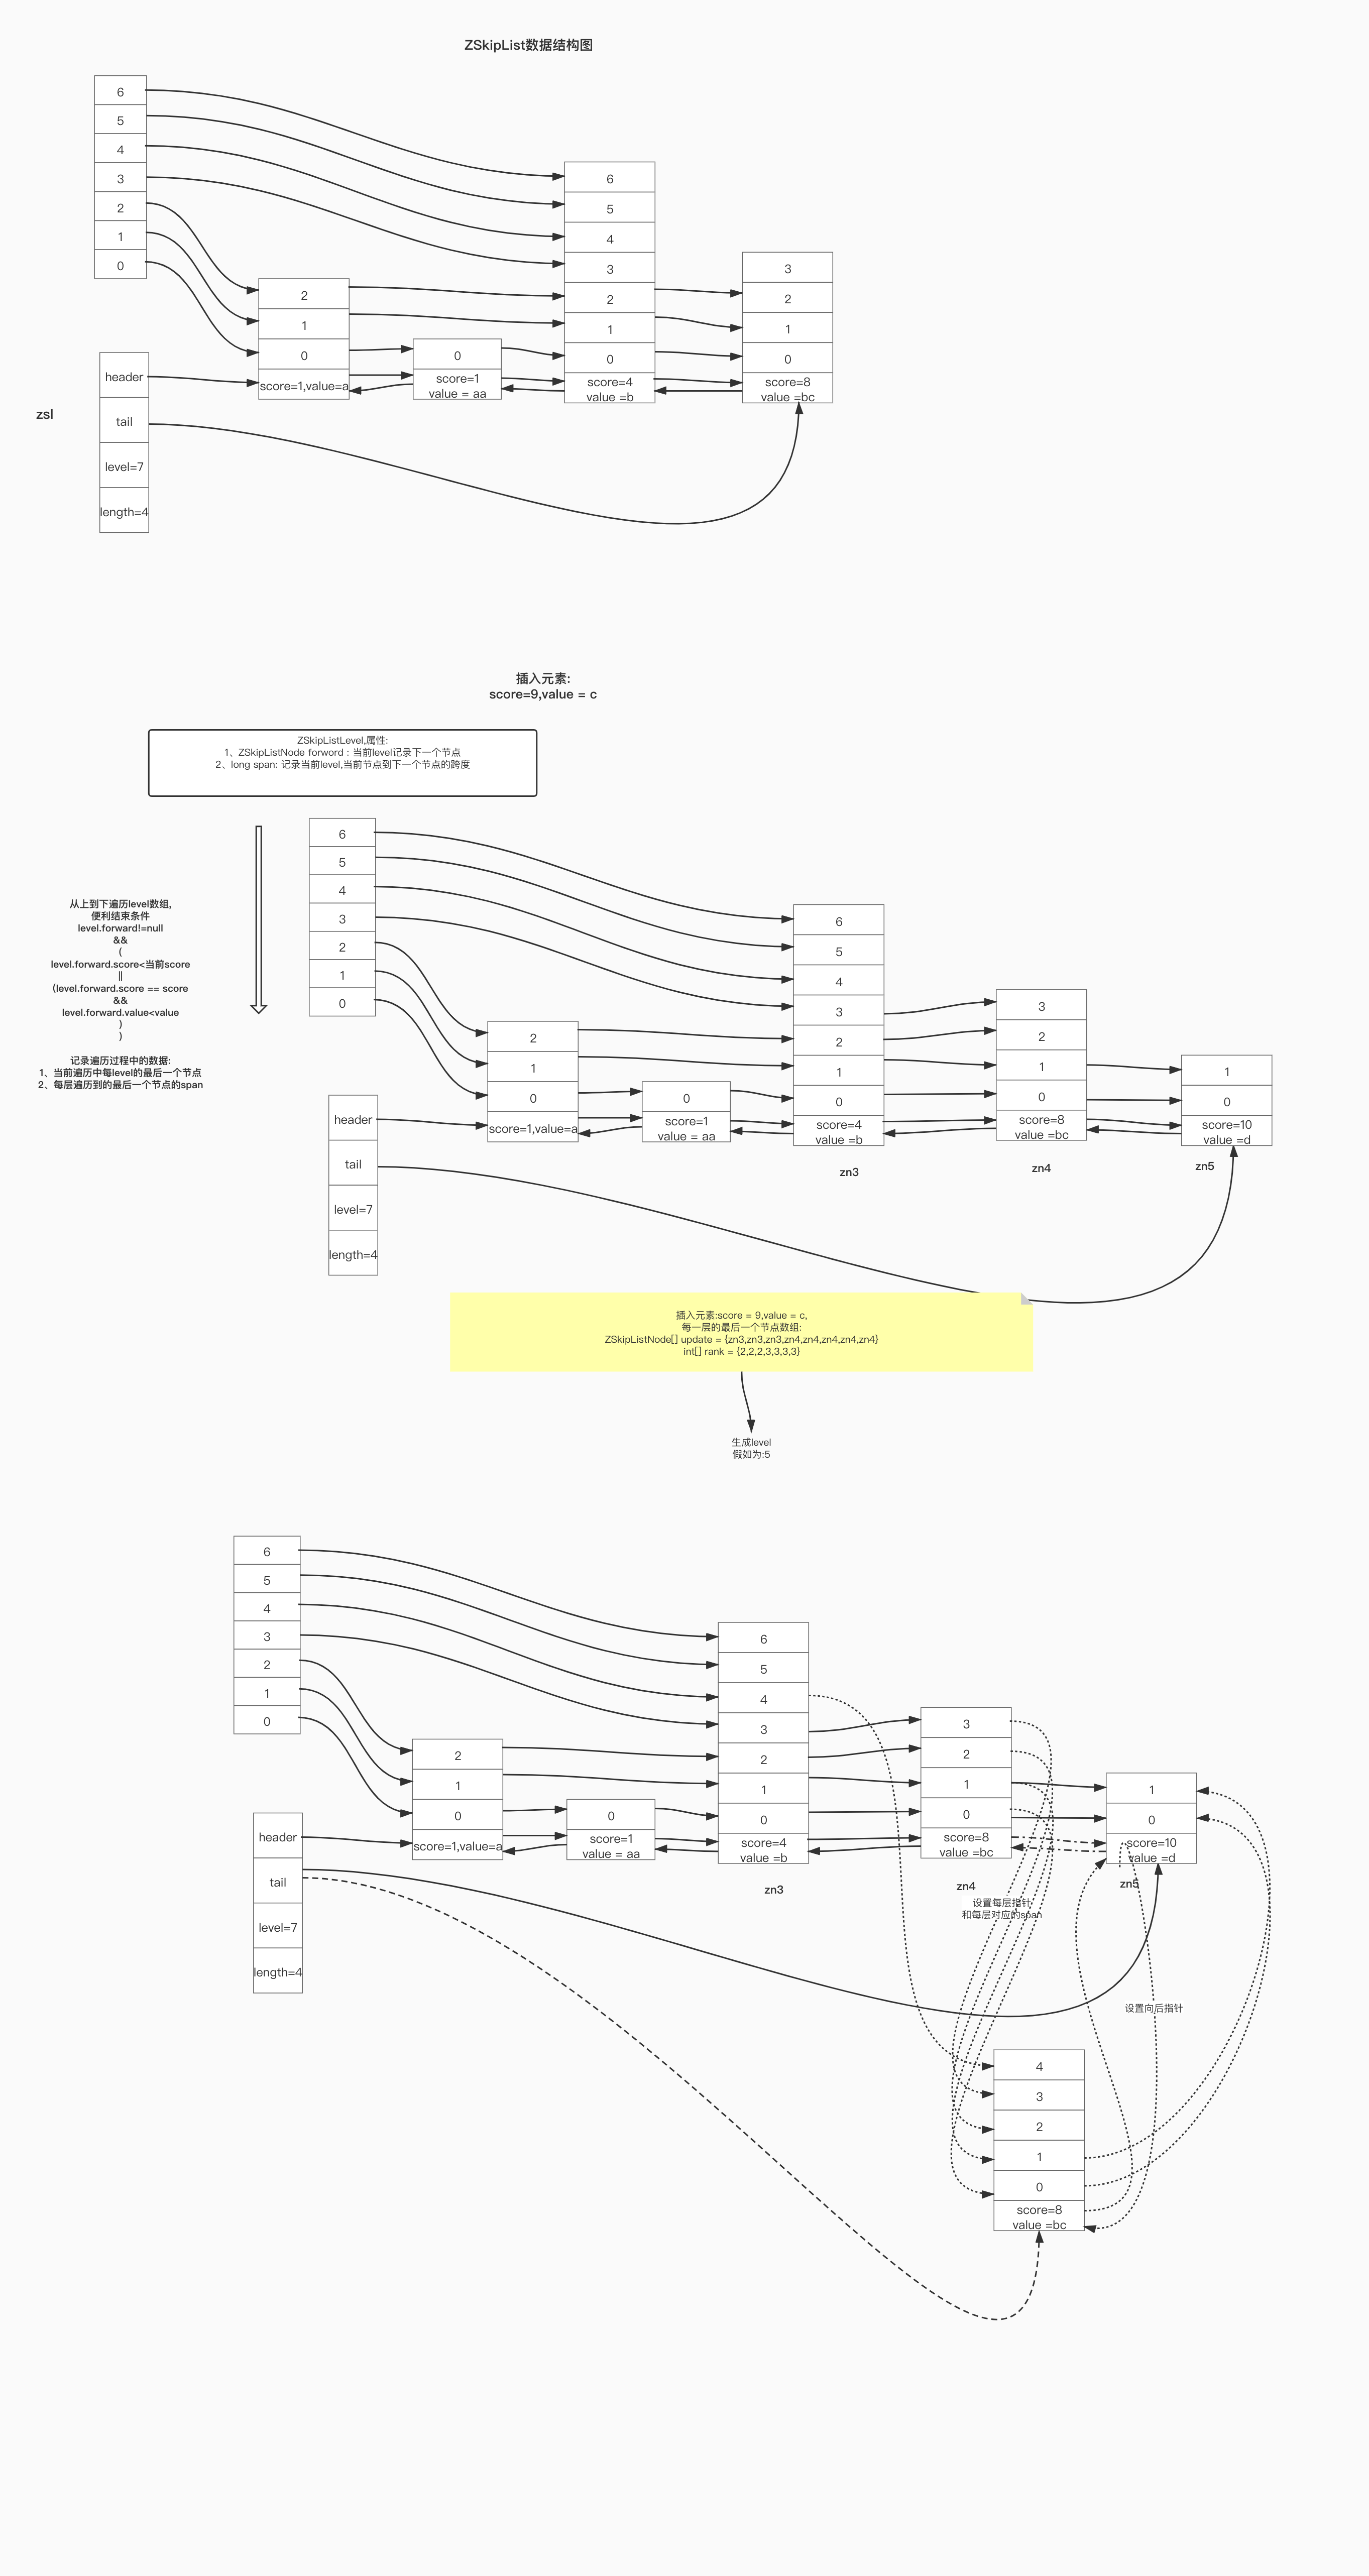 ZSkipList数据结构图
6
5
4
3
2
1
0
6
5
4
3
2
1
0
score=4
value =b
3
2
1
0
score=8
value =bc
2
1
0
score=1,value=a
0
score=1
value = aa
zsl
header
tail
level=7
length=4
插入元素:
score=9,value = c
ZSkipListLevel,属性:
1、ZSkipListNode forword : 当前level记录下一个节点
2、long span: 记录当前level,当前节点到下一个节点的跨度
从上到下遍历level数组,
便利结束条件
level.forward!=null
&&
(
level.forward.score<当前score
||
(level.forward.score == score
&&
level.forward.value<value
)
)
记录遍历过程中的数据:
1、当前遍历中每level的最后一个节点
2、每层遍历到的最后一个节点的span
6
5
4
3
2
1
0
2
1
0
score=1,value=a
0
score=1
value = aa
6
5
4
3
2
1
0
score=4
value =b
zn3
3
2
1
0
score=8
value =bc
zn4
1
0
score=10
value =d
zn5
header
tail
level=7
length=4
插入元素:score = 9,value = c,
每一层的最后一个节点数组:
ZSkipListNode[] update = {zn3,zn3,zn3,zn4,zn4,zn4,zn4,zn4}
int[] rank = {2,2,2,3,3,3,3}
生成level
假如为:5
6
5
4
3
2
1
0
2
1
0
score=1,value=a
0
score=1
value = aa
6
5
4
3
2
1
0
score=4
value =b
zn3
3
2
1
0
score=8
value =bc
zn4
1
0
score=10
value =d
zn5
header
tail
level=7
length=4
设置每层指针
和每层对应的span
设置向后指针
4
3
2
1
0
score=8
value =bc